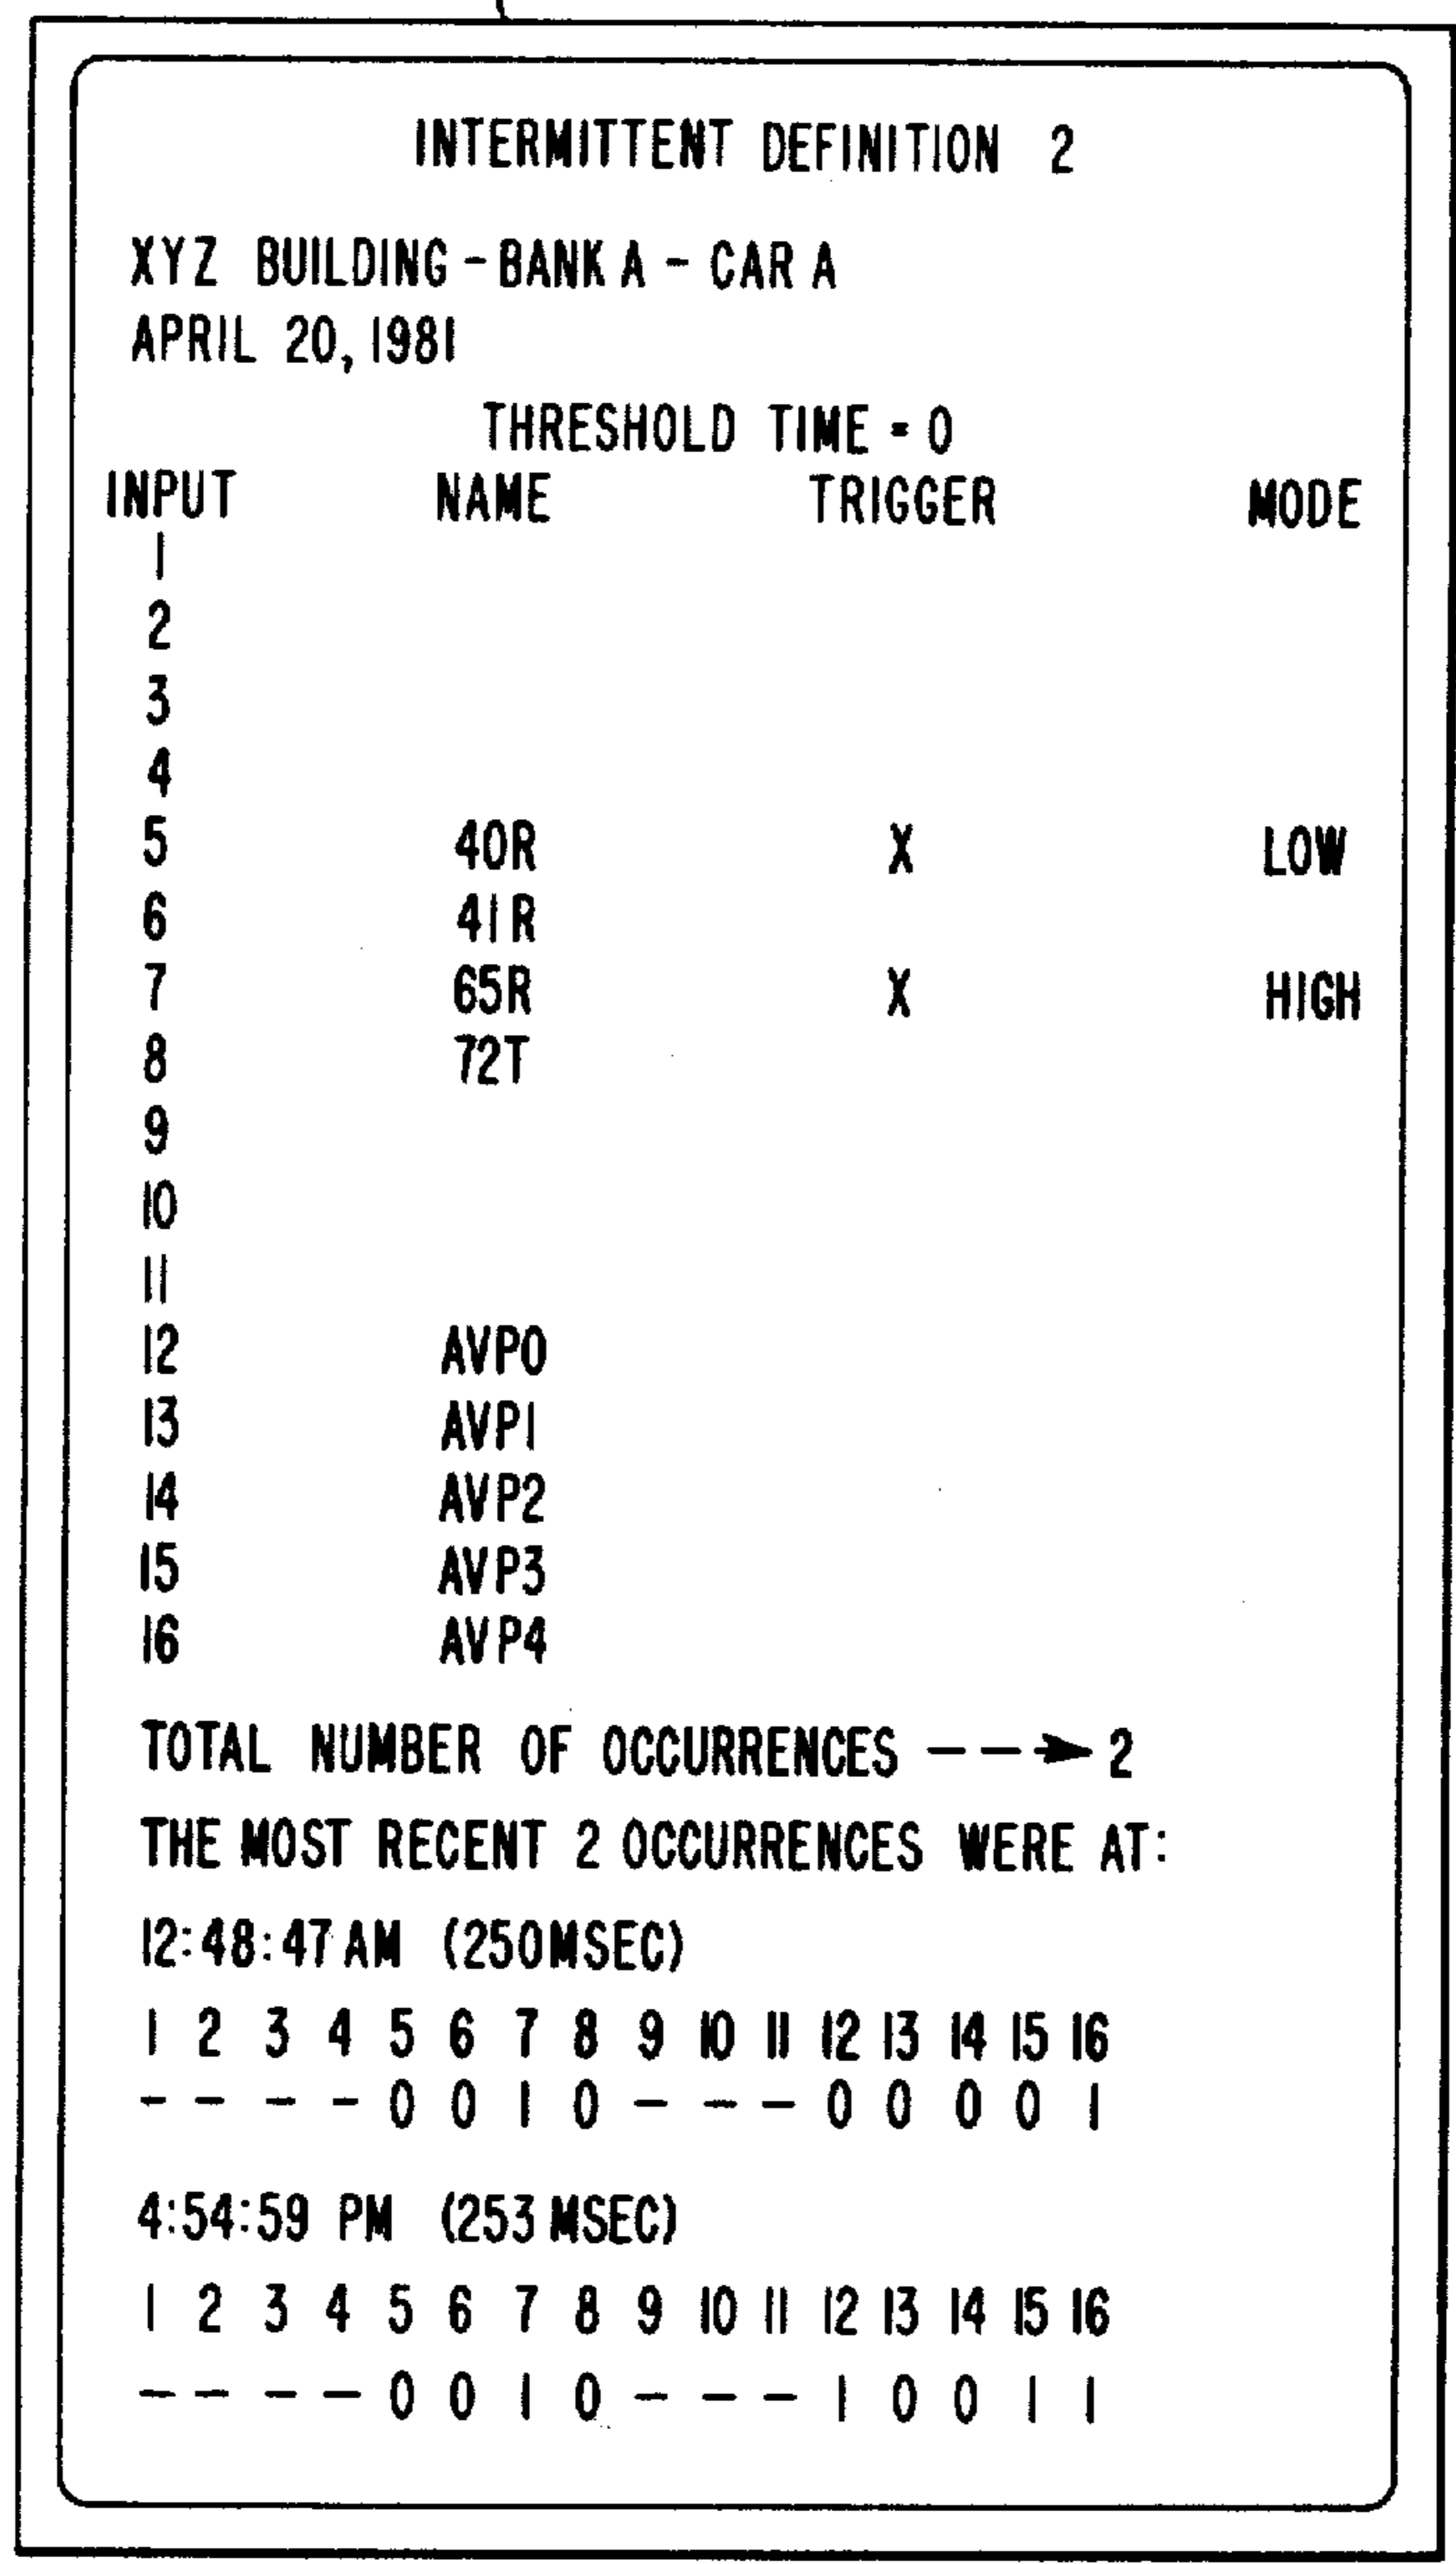 INTERMITTENT DEFINITION 2
XYZ BUILDING - BANK A - CAR A
APRIL 20, 1981
THRESHOLD TIME = 0
INPUT NAME TRIGGER MODE
1
2
3
4
5 40R X LOW
6 41R
7 65R X HIGH
8 72T
9
10
11
12 AVP0
13 AVP1
14 AVP2
15 AVP3
16 AVP4
TOTAL NUMBER OF OCCURRENCES --➤ 2
THE MOST RECENT 2 OCCURRENCES WERE AT:
12:48:47 AM (250MSEC)
1 2 3 4 5 6 7 8 9 10 11 12 13 14 15 16
- - - - 0 0 1 0 - - - 0 0 0 0 1
4:54:59 PM (253 MSEC)
1 2 3 4 5 6 7 8 9 10 11 12 13 14 15 16
- - - - 0 0 1 0 - - - 1 0 0 1 1